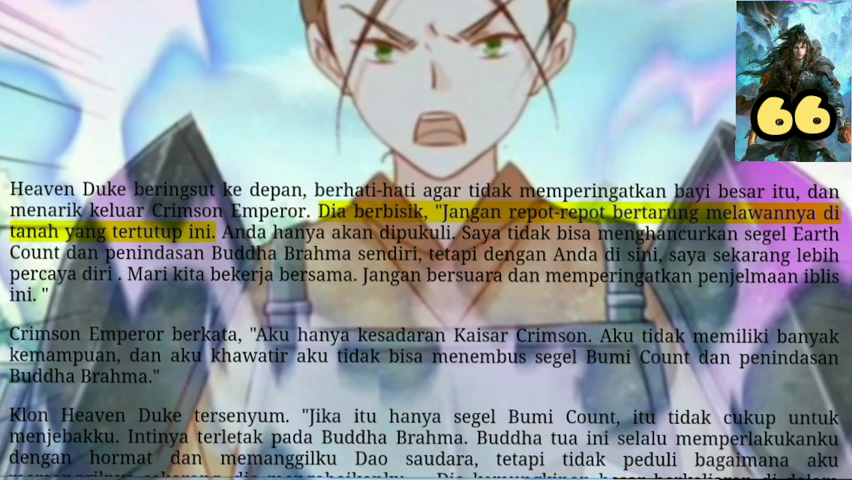 66
Heaven Duke beringsut ke depan, berhati-hati agar tidak memperingatkan bayi besar itu, dan
menarik keluar Crimson Emperor. Dia berbisik, "Jangan repot-repot bertarung melawannya di
tanah yang tertutup ini. Anda hanya akan dipukuli. Saya tidak bisa menghancurkan segel Earth
Count dan penindasan Buddha Brahma sendiri, tetapi dengan Anda di sini, saya sekarang lebih
percaya diri . Mari kita bekerja bersama. Jangan bersuara dan memperingatkan penjelmaan iblis
ini. "
Crimson Emperor berkata, "Aku hanya kesadaran Kaisar Crimson. Aku tidak memiliki banyak
kemampuan, dan aku khawatir aku tidak bisa menembus segel Bumi Count dan penindasan
Buddha Brahma."
Klon Heaven Duke tersenyum. "Jika itu hanya segel Bumi Count, itu tidak cukup untuk
menjebakku. Intinya terletak pada Buddha Brahma. Buddha tua ini selalu memperlakukanku
dengan hormat dan memanggilku Dao saudara, tetapi tidak peduli bagaimana aku